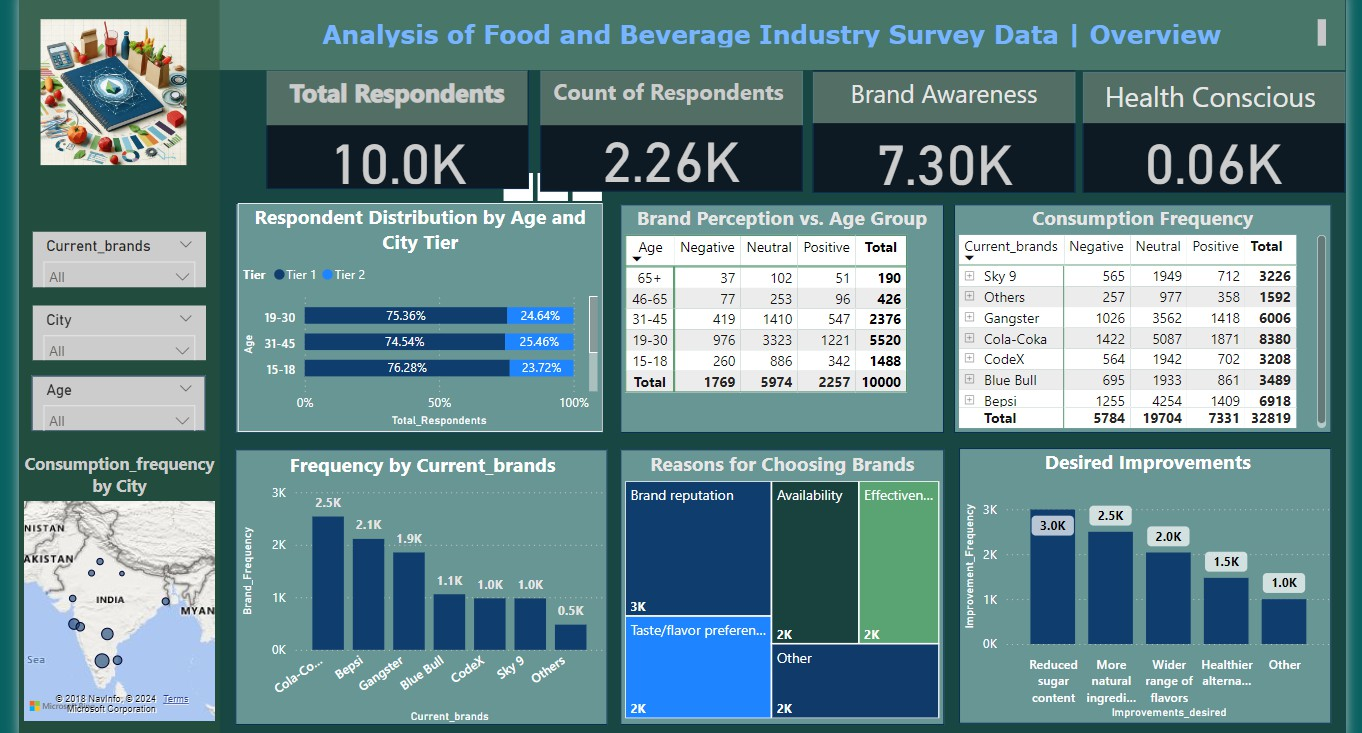 Analysis of Food and Beverage Industry Survey Data | Overview
Total Respondents
10.0K
Count of Respondents
2.26K
Brand Awareness
7.30K
Health Conscious
0.06K
Current_brands
All
City
All
Age
All
Consumption_frequency
by City
NISTAN
AKISTAN
INDIA
MYAN
Sea
© 2018 NavInfo, © 2024 Terms
Microsoft Corporation
Respondent Distribution by Age and
City Tier
Tier Tier 1 Tier 2
19-30 75.36% 24.64%
31-45 74.54% 25.46%
15-18 76.28% 23.72%
Age
0% 50% 100%
Total_Respondents
Brand Perception vs. Age Group
Age Negative Neutral Positive Total
65+ 37 102 51 190
46-65 77 253 96 426
31-45 419 1410 547 2376
19-30 976 3323 1221 5520
15-18 260 886 342 1488
Total 1769 5974 2257 10000
Consumption Frequency
Current_brands Negative Neutral Positive Total
Sky 9 565 1949 712 3226
Others 257 977 358 1592
Gangster 1026 3562 1418 6006
Cola-Coka 1422 5087 1871 8380
CodeX 564 1942 702 3208
Blue Bull 695 1933 861 3489
Bepsi 1255 4254 1409 6918
Total 5784 19704 7331 32819
Frequency by Current_brands
Brand_Frequency
3K
2K
1K
0K
2.5K 2.1K 1.9K 1.1K 1.0K 1.0K 0.5K
Cola-Co... Bepsi Gangster Blue Bull CodeX Sky 9 Others
Current_brands
Reasons for Choosing Brands
Brand reputation
3K
Taste/flavor preferen...
2K
Availability
2K
Effectiven...
2K
Other
2K
Desired Improvements
Improvement_Frequency
3K
2K
1K
0K
3.0K 2.5K 2.0K 1.5K 1.0K
Reduced More Wider Healthier Other
sugar natural range of alterna...
content ingredi... flavors
Improvements_desired